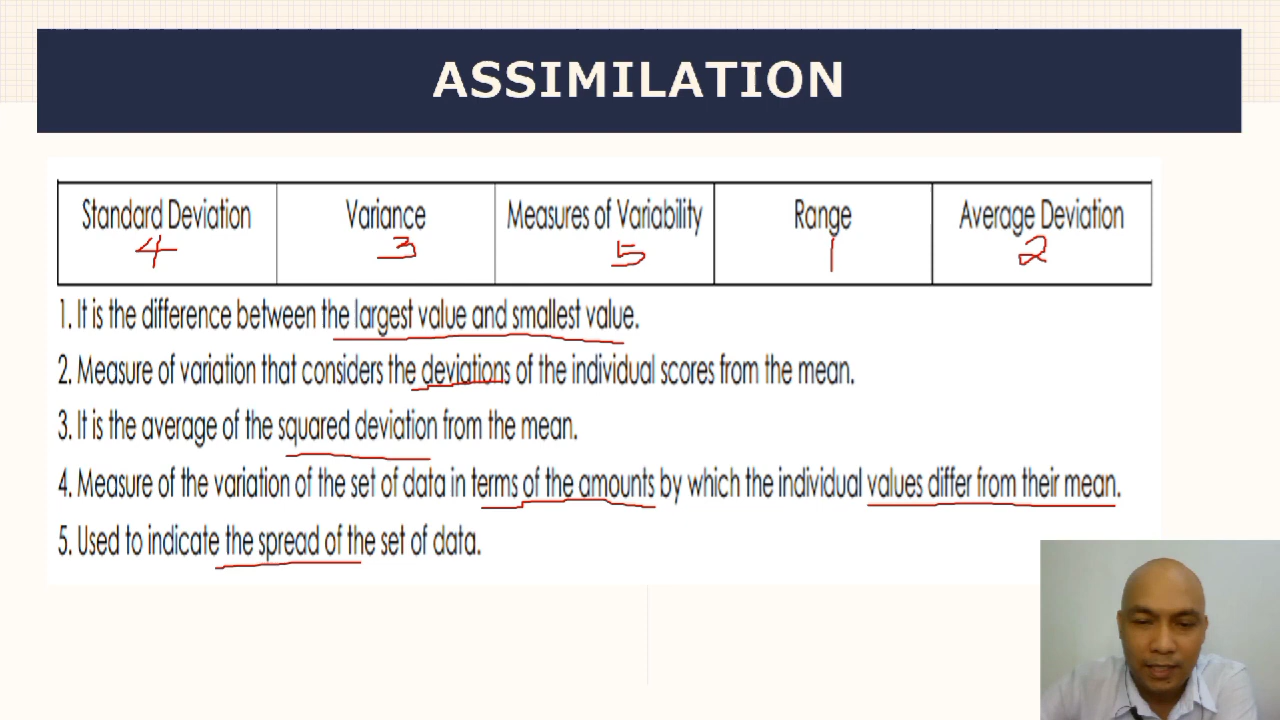 ASSIMILATION
Standard Deviation Variance Measures of Variability Range Average Deviation
4 3 5 1 2
1. It is the difference between the largest value and smallest value.
2. Measure of variation that considers the deviations of the individual scores from the mean.
3. It is the average of the squared deviation from the mean.
4. Measure of the variation of the set of data in terms of the amounts by which the individual values differ from their mean.
5. Used to indicate the spread of the set of data.